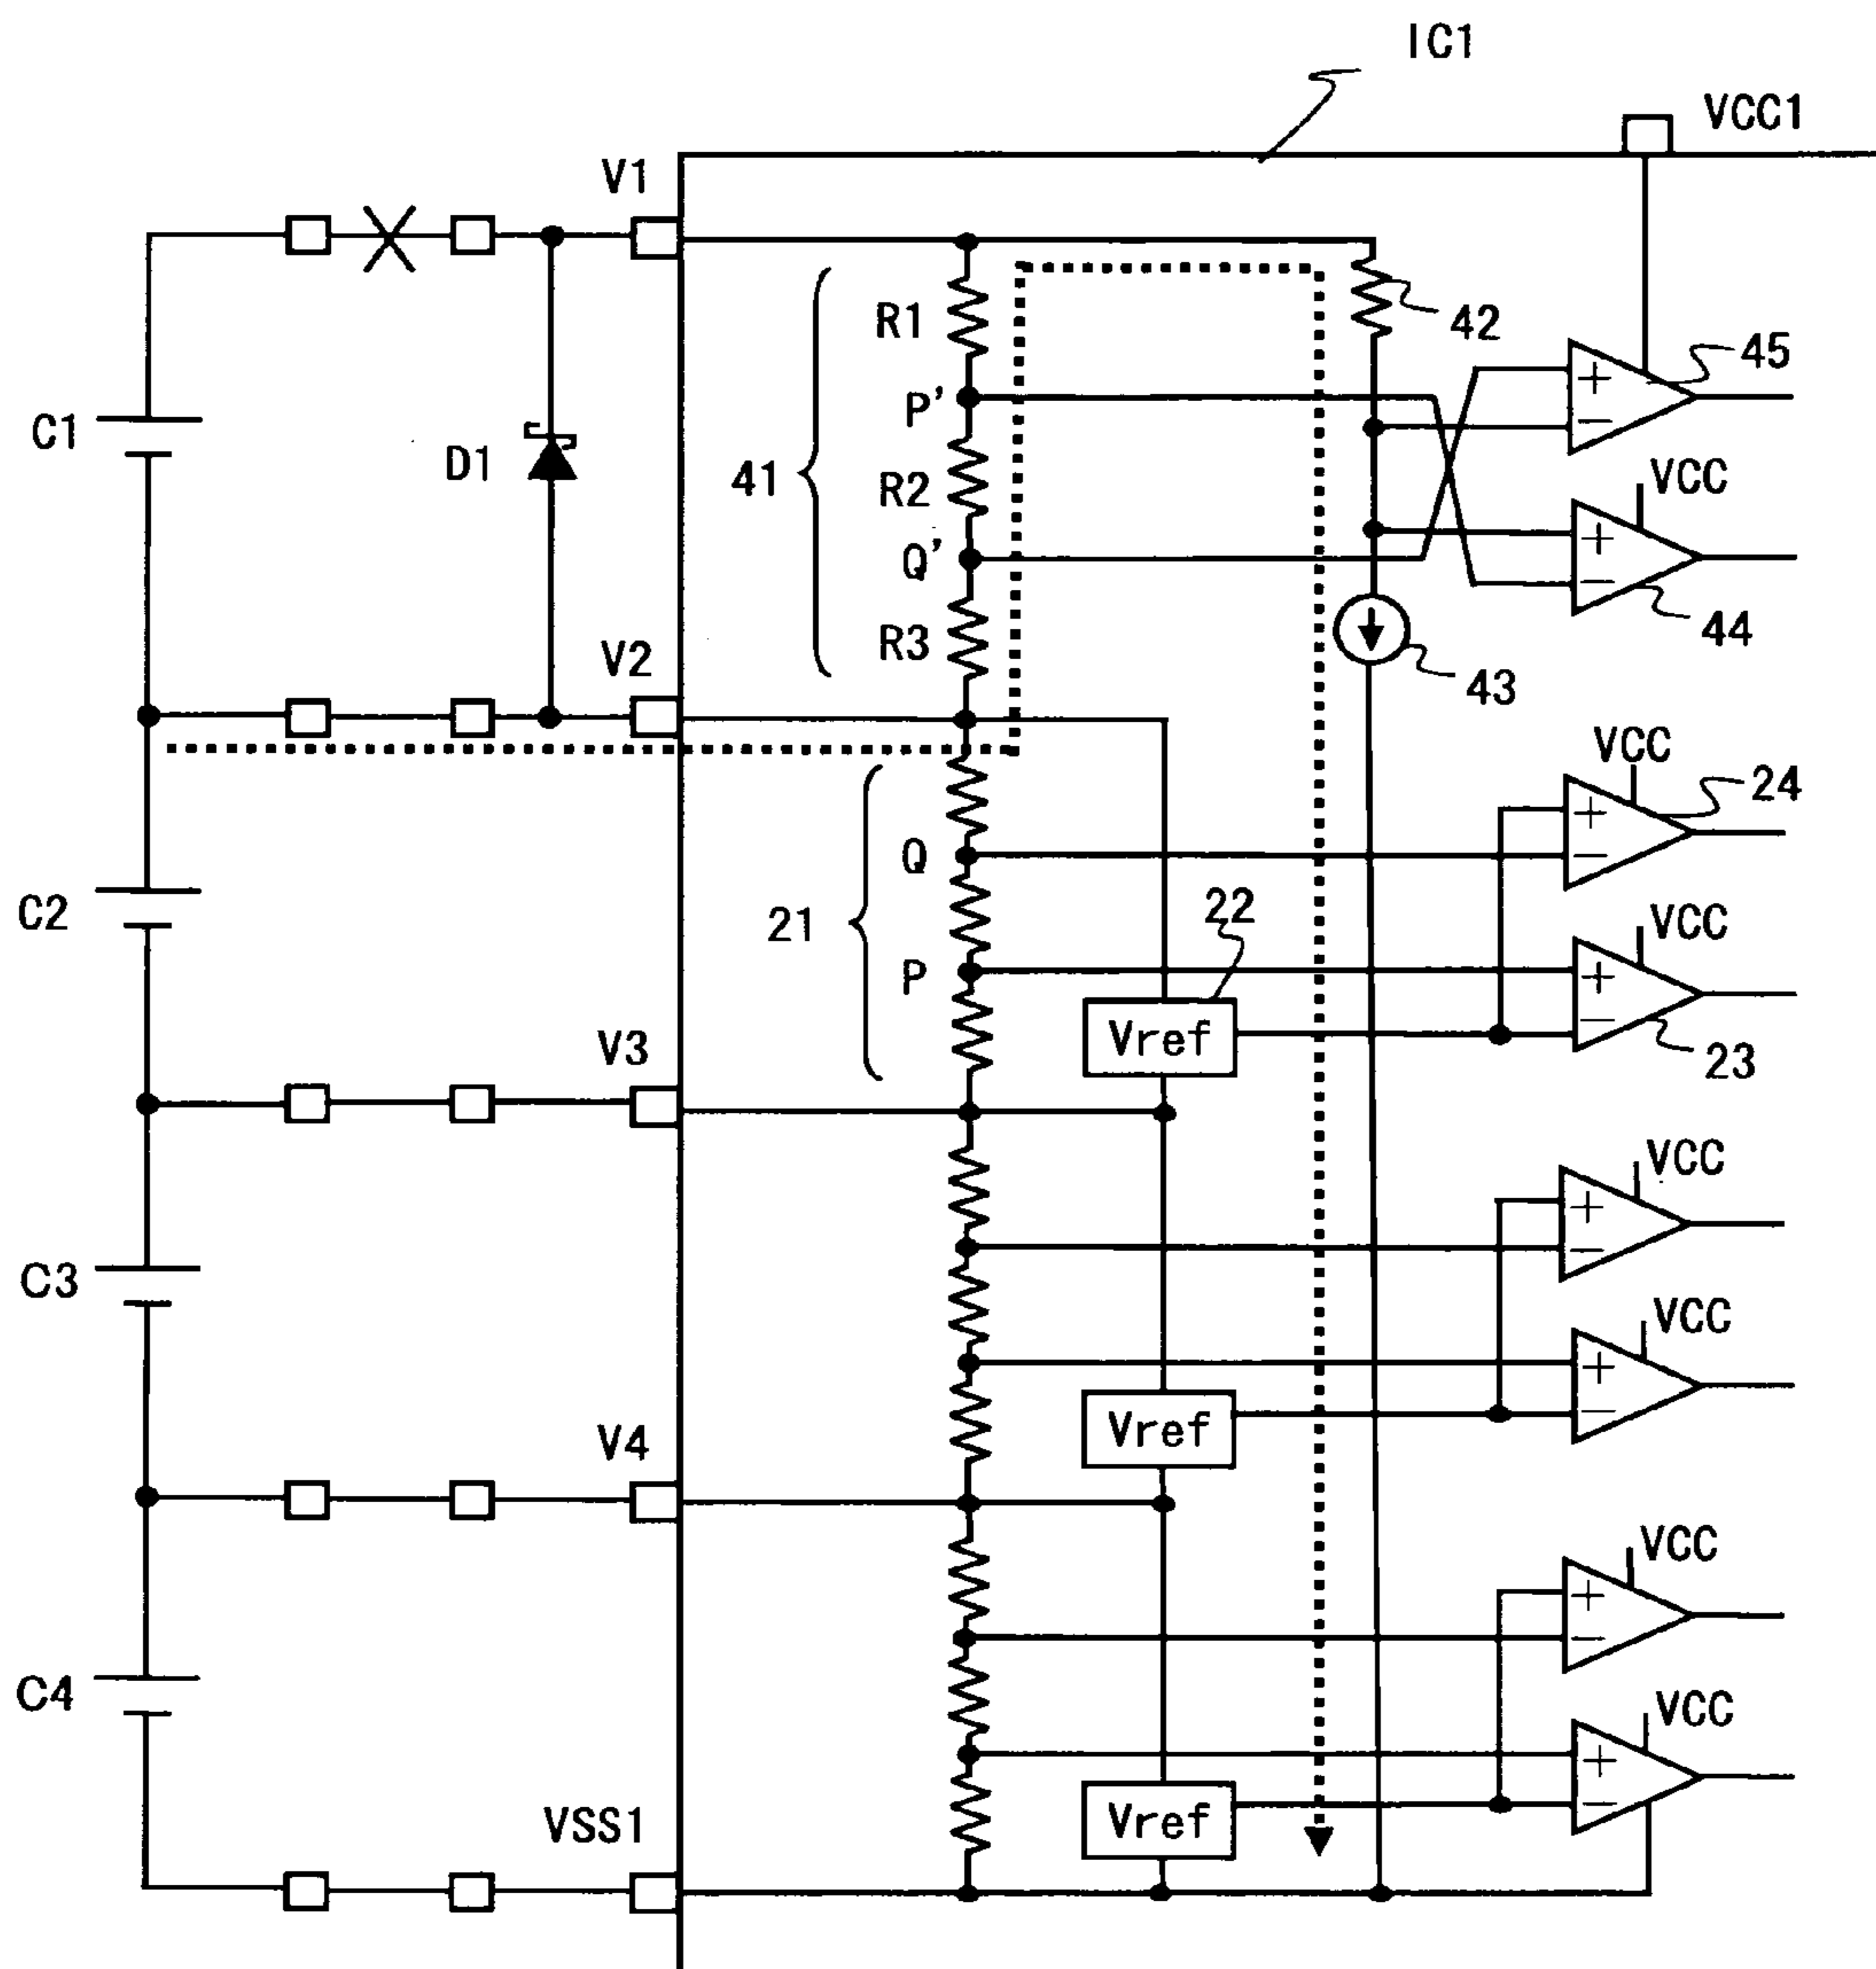 IC1
VCC1
V1
R1
42
45
P'
C1
D1
41
R2
VCC
Q'
44
R3
V2
43
VCC
24
Q
C2
21
22
VCC
P
Vref
V3
23
VCC
C3
VCC
Vref
V4
VCC
C4
VCC
Vref
VSS1